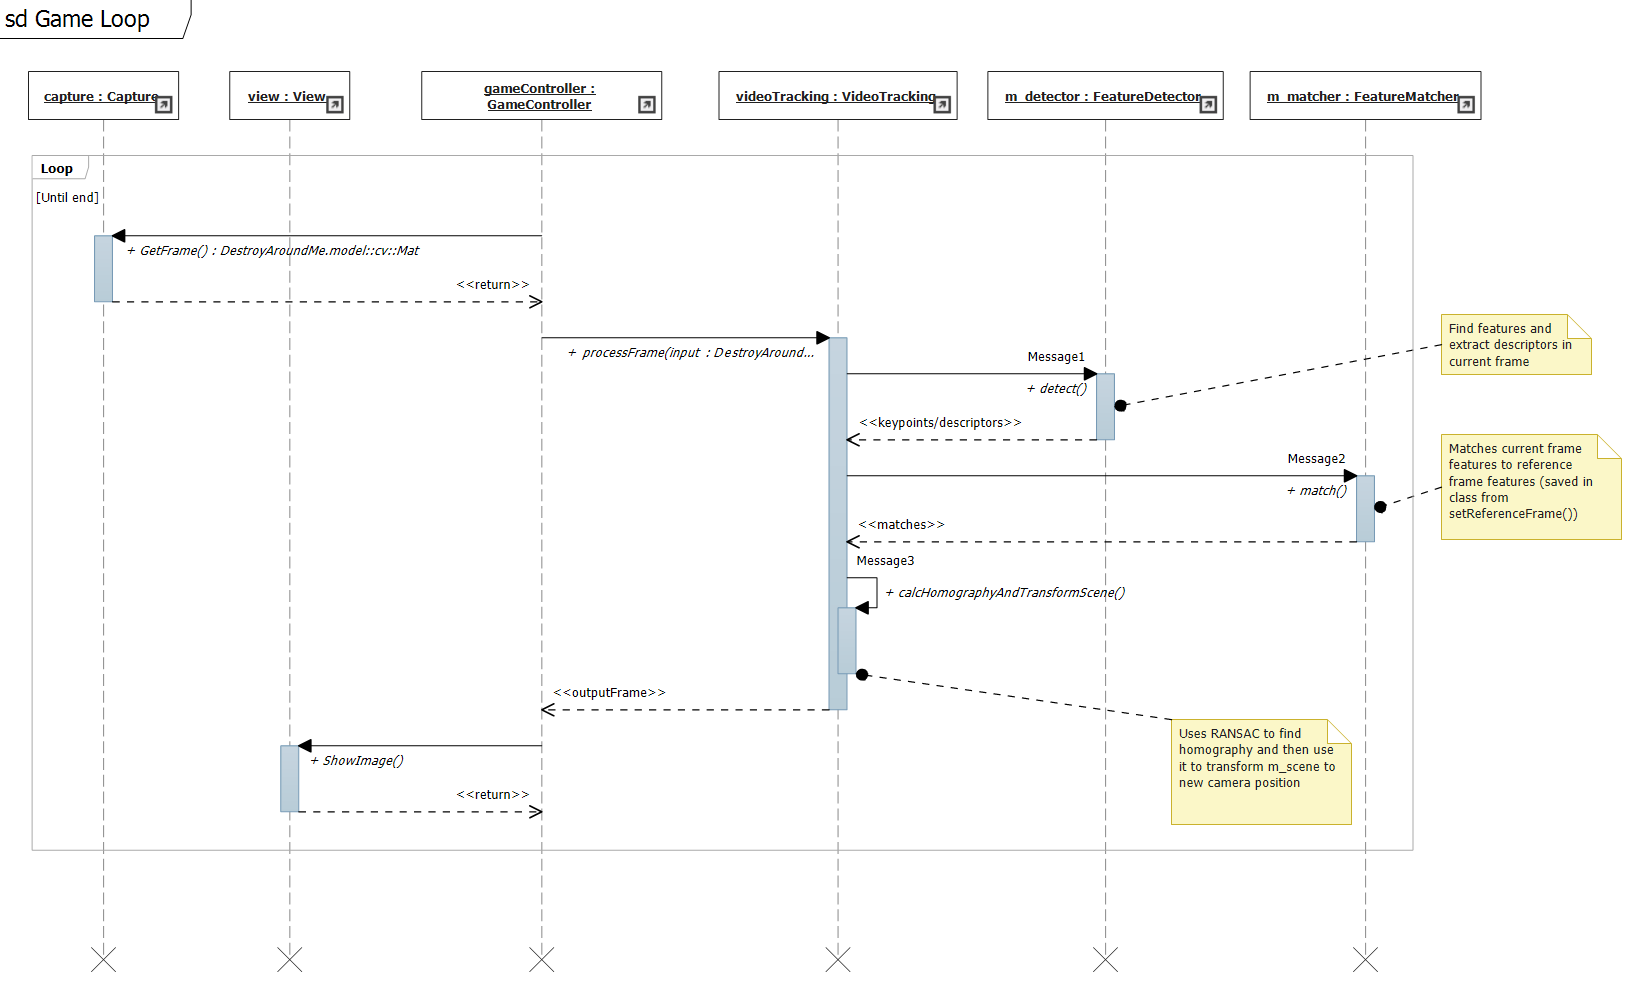 sd Game Loop
capture : Capture
view : View
gameController :
GameController
videoTracking : VideoTracking
m_detector : FeatureDetector
m_matcher : FeatureMatcher
Loop
[Until end]
+ GetFrame() : DestroyAroundMe.model::cv::Mat
<<return>>
+ processFrame(input : DestroyAround...
Message1
+ detect()
Find features and
extract descriptors in
current frame
<<keypoints/descriptors>>
Message2
+ match()
Matches current frame
features to reference
frame features (saved in
class from
setReferenceFrame())
<<matches>>
Message3
+ calcHomographyAndTransformScene()
<<outputFrame>>
Uses RANSAC to find
homography and then use
it to transform m_scene to
new camera position
+ ShowImage()
<<return>>